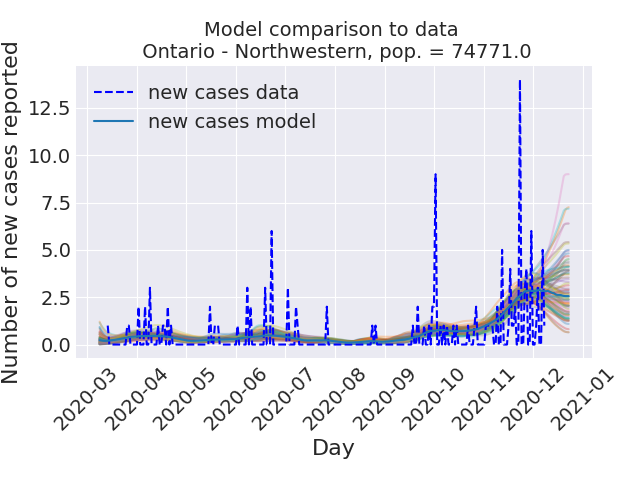 Model comparison to data
Ontario - Northwestern, pop. = 74771.0
Number of new cases reported
12.5
10.0
7.5
5.0
2.5
0.0
new cases data
new cases model
2020-03
2020-04
2020-05
2020-06
2020-07
2020-08
2020-09
2020-10
2020-11
2020-12
2021-01
Day